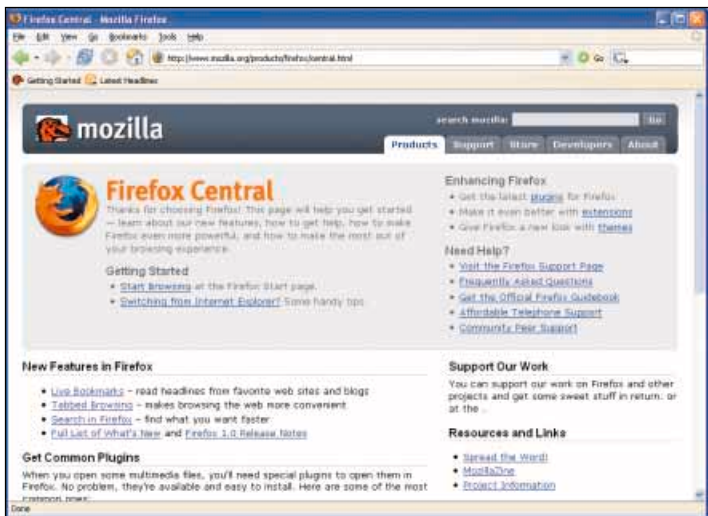 Firefox Central - Mozilla Firefox
File Edit View Go Bookmarks Tools Help
http://www.mozilla.org/products/firefox/central.html
Go
Getting Started Latest Headlines
mozilla
search mozilla: Go
Products Support Store Developers About
Firefox Central
Thanks for choosing Firefox! This page will help you get started
— learn about our new features, how to get help, how to make
Firefox even more powerful, and how to make the most out of
your browsing experience.
Getting Started
Start Browsing at the Firefox Start page.
Switching from Internet Explorer? Some handy tips.
Enhancing Firefox
Get the latest plugins for Firefox
Make it even better with extensions
Give Firefox a new look with themes
Need Help?
Visit the Firefox Support Page
Frequently Asked Questions
Get the Official Firefox Guidebook
Affordable Telephone Support
Community Peer Support
New Features in Firefox
Live Bookmarks – read headlines from favorite web sites and blogs
Tabbed Browsing – makes browsing the web more convenient
Search in Firefox – find what you want faster
Full List of What's New and Firefox 1.0 Release Notes
Get Common Plugins
When you open some multimedia files, you'll need special plugins to open them in
Firefox. No problem, they're available and easy to install. Here are some of the most
common ones:
Support Our Work
You can support our work on Firefox and other
projects and get some sweet stuff in return. or
at the .
Resources and Links
Spread the Word!
MozillaZine
Project Information
Done